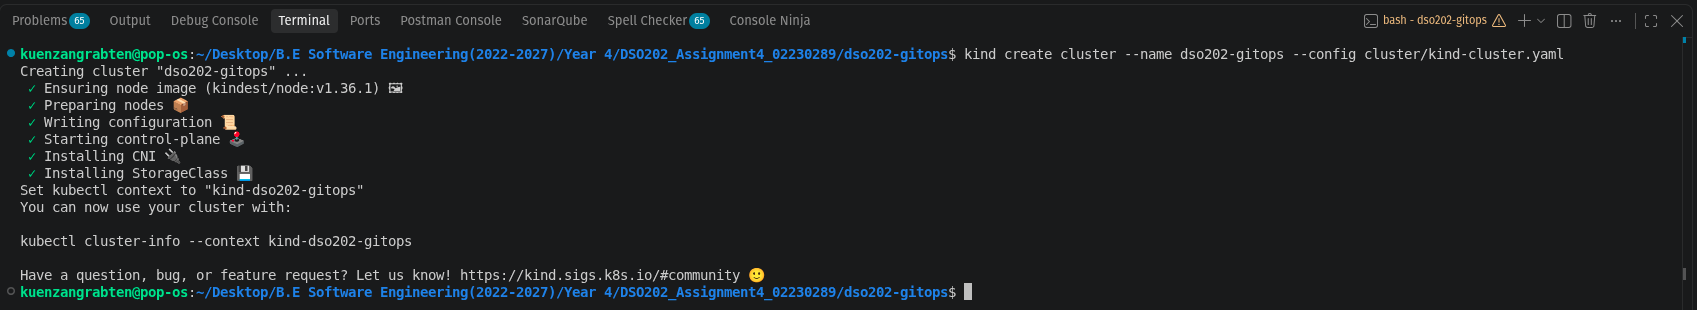 Problems 65 Output Debug Console Terminal Ports Postman Console SonarQube Spell Checker 65 Console Ninja bash - dso202-gitops
kuenzangrabten@pop-os:~/Desktop/B.E Software Engineering(2022-2027)/Year 4/DSO202_Assignment4_02230289/dso202-gitops$ kind create cluster --name dso202-gitops --config cluster/kind-cluster.yaml
Creating cluster "dso202-gitops" ...
✓ Ensuring node image (kindest/node:v1.36.1) 🖼
✓ Preparing nodes 📦
✓ Writing configuration 📜
✓ Starting control-plane 🕹️
✓ Installing CNI 🔌
✓ Installing StorageClass 💾
Set kubectl context to "kind-dso202-gitops"
You can now use your cluster with:
kubectl cluster-info --context kind-dso202-gitops
Have a question, bug, or feature request? Let us know! https://kind.sigs.k8s.io/#community 🙂
kuenzangrabten@pop-os:~/Desktop/B.E Software Engineering(2022-2027)/Year 4/DSO202_Assignment4_02230289/dso202-gitops$